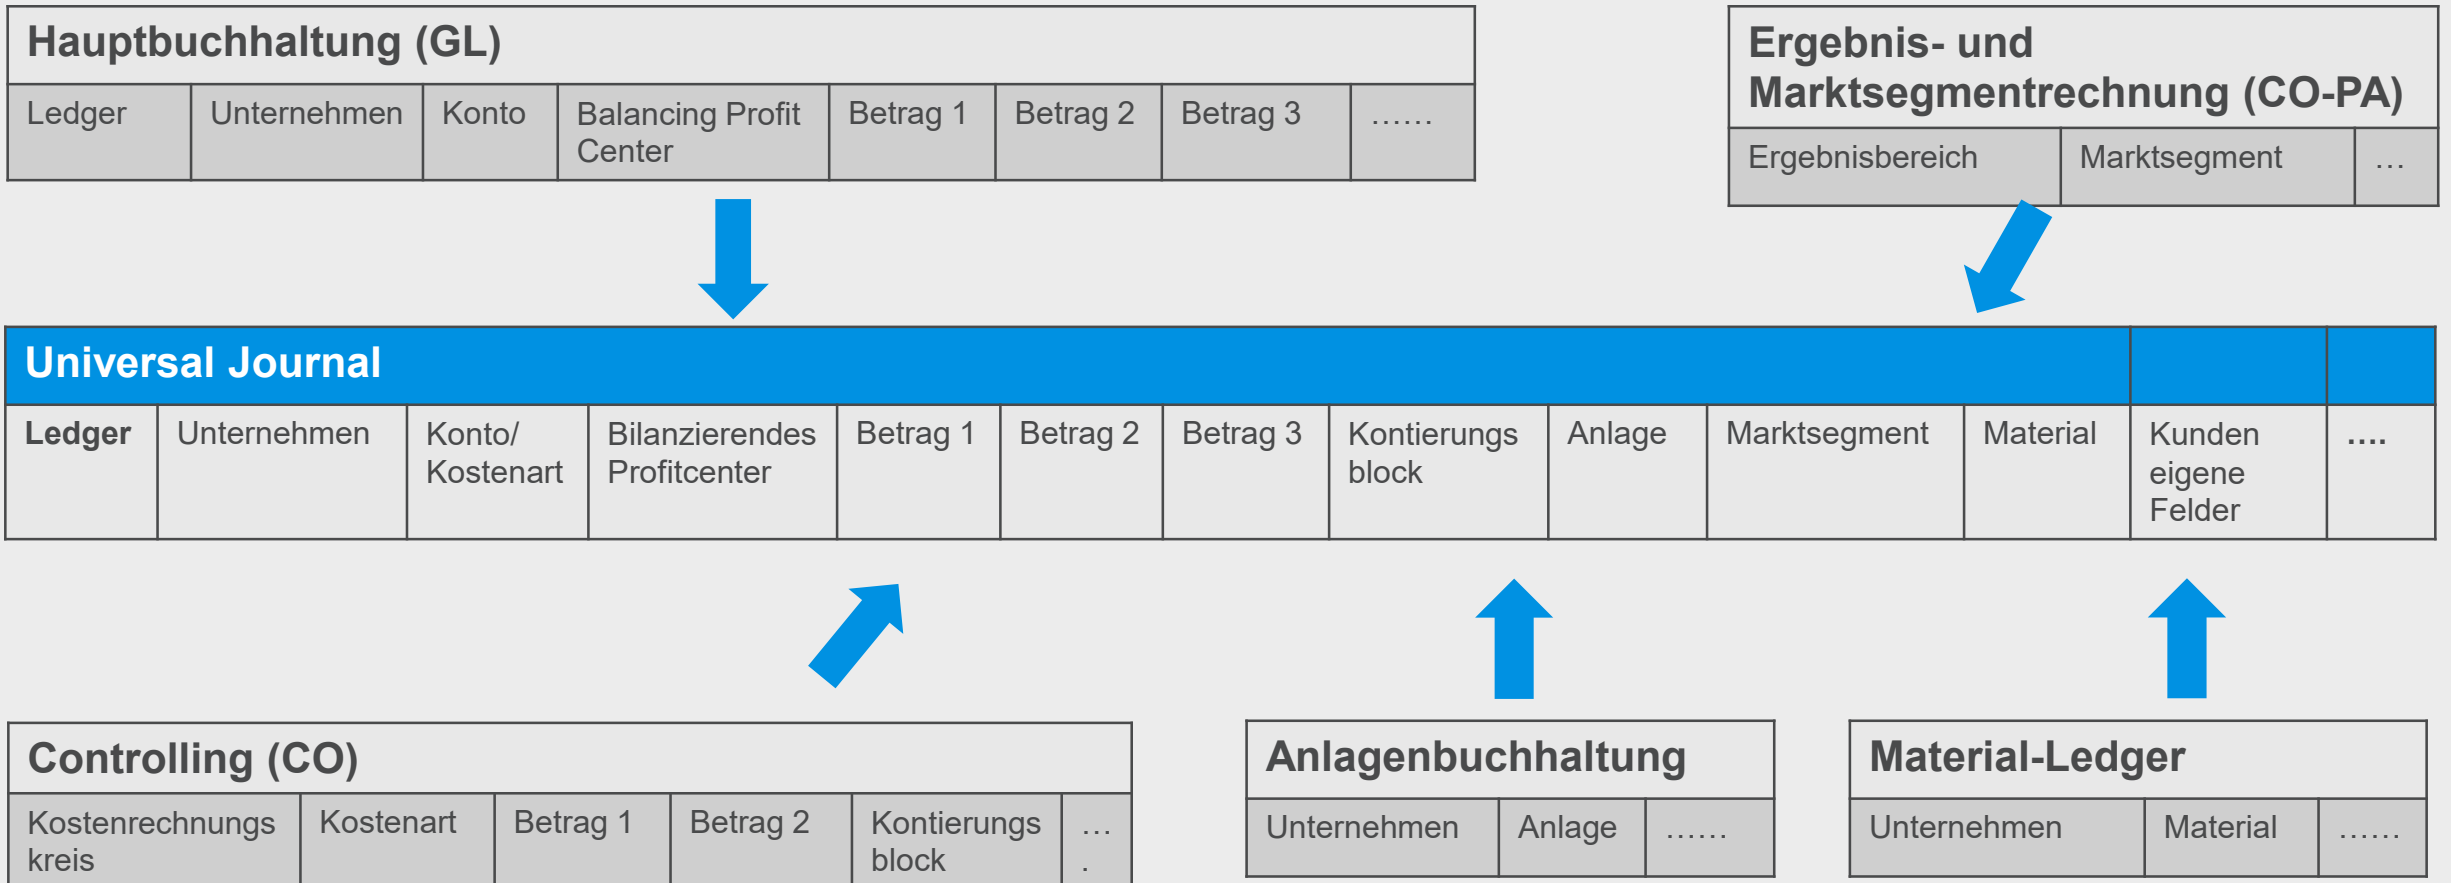 Hauptbuchhaltung (GL)
Ledger
Unternehmen
Konto
Balancing Profit
Center
Betrag 1
Betrag 2
Betrag 3
……
Ergebnis- und
Marktsegmentrechnung (CO-PA)
Ergebnisbereich
Marktsegment
…
Universal Journal
Ledger
Unternehmen
Konto/
Kostenart
Bilanzierendes
Profitcenter
Betrag 1
Betrag 2
Betrag 3
Kontierungs
block
Anlage
Marktsegment
Material
Kunden
eigene
Felder
….
Controlling (CO)
Kostenrechnungs
kreis
Kostenart
Betrag 1
Betrag 2
Kontierungs
block
…
.
Anlagenbuchhaltung
Unternehmen
Anlage
……
Material-Ledger
Unternehmen
Material
……